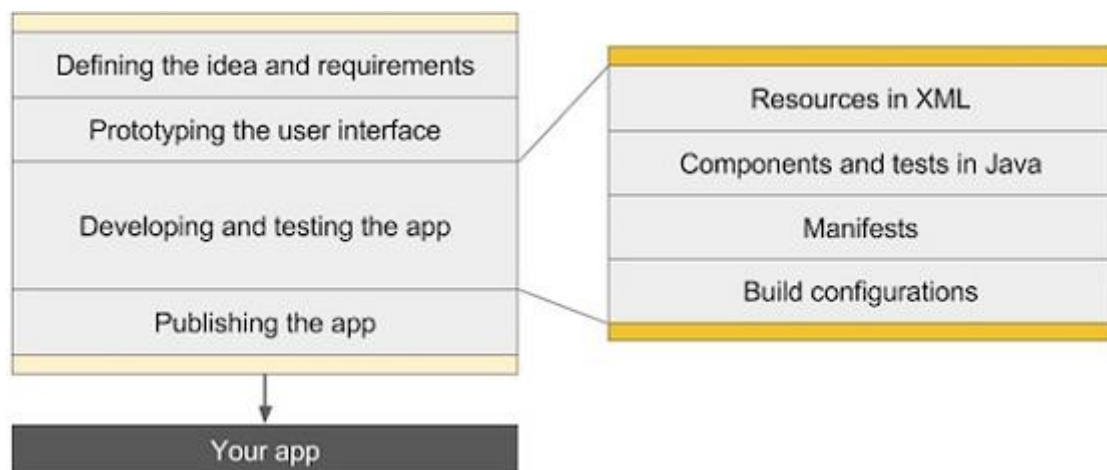 Defining the idea and requirements
Prototyping the user interface
Developing and testing the app
Publishing the app
Your app
Resources in XML
Components and tests in Java
Manifests
Build configurations